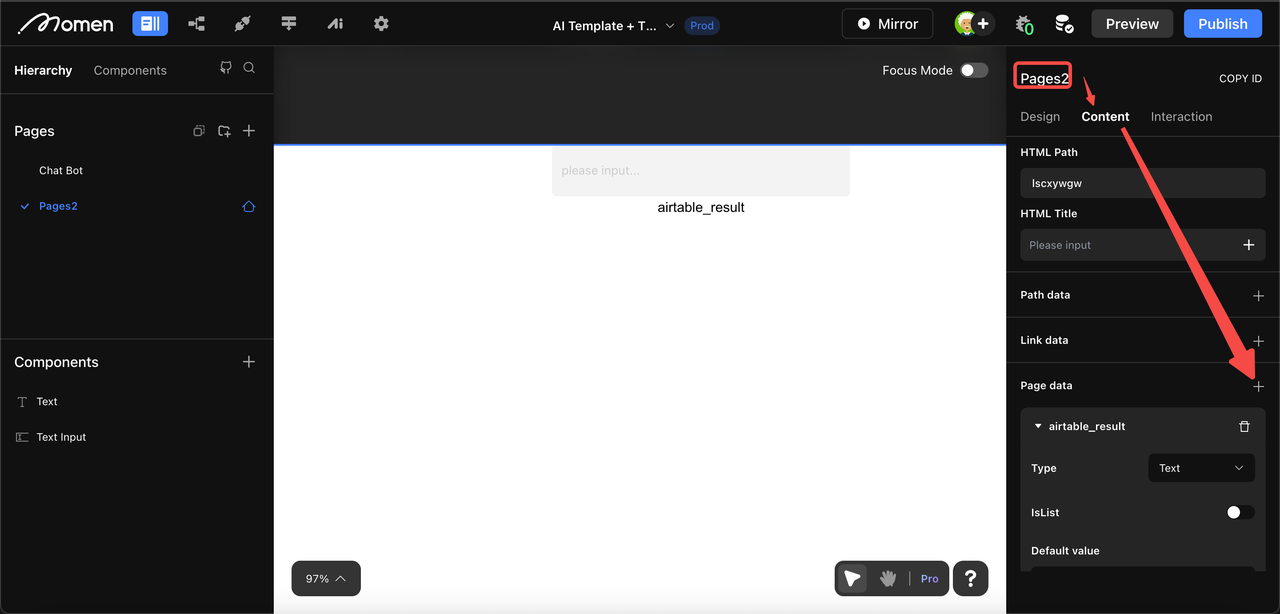 Momen
Ai
AI Template + T...
Prod
Mirror
0
Preview
Publish
Hierarchy
Components
Focus Mode
Pages
Chat Bot
Pages2
Components
Text
Text Input
please input...
airtable_result
97%
Pro
?
Pages2
COPY ID
Design
Content
Interaction
HTML Path
lscxywgw
HTML Title
Please input
Path data
Link data
Page data
airtable_result
Type
Text
IsList
Default value